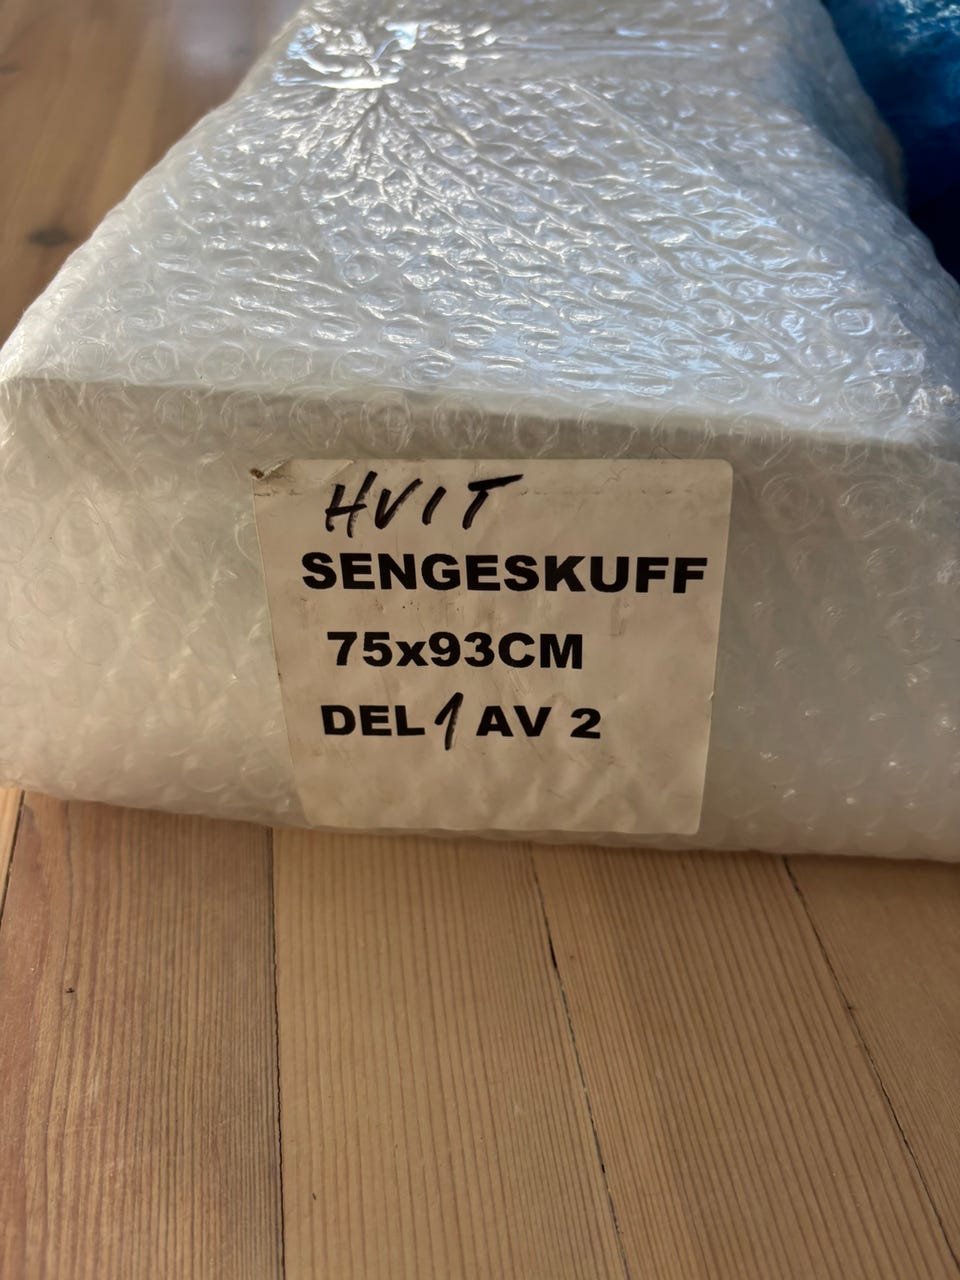 HVIT
SENGESKUFF
75x93CM
DEL 1 AV 2